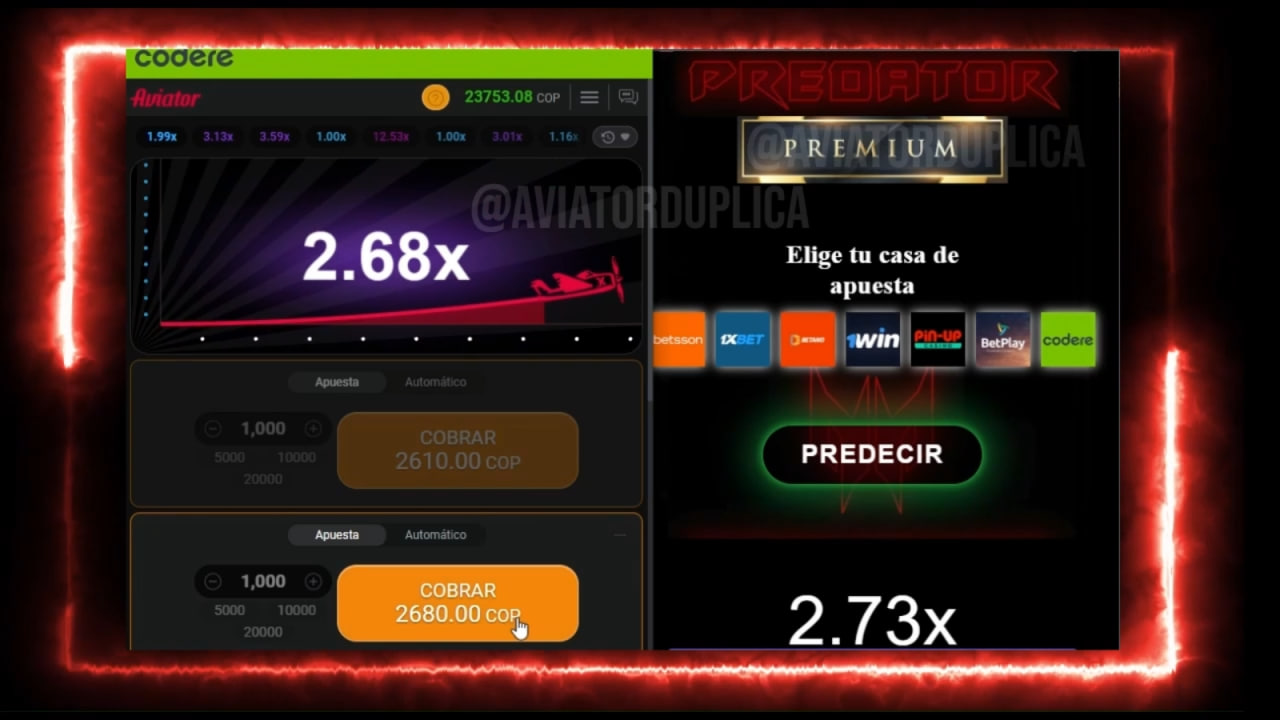 codere
Aviator
23753.08 COP
1.99x 3.13x 3.59x 1.00x 12.53x 1.00x 3.01x 1.16x
2.68x
@AVIATORDUPLICA
Apuesta Automático
1,000
5000 10000
20000
COBRAR
2610.00 COP
Apuesta Automático
1,000
5000 10000
20000
COBRAR
2680.00 COP
PREDATOR
PREMIUM
@AVIATORDUPLICA
Elige tu casa de
apuesta
betsson 1XBET BETANO 1win PIN-UP CASINO BetPlay codere
PREDECIR
2.73x